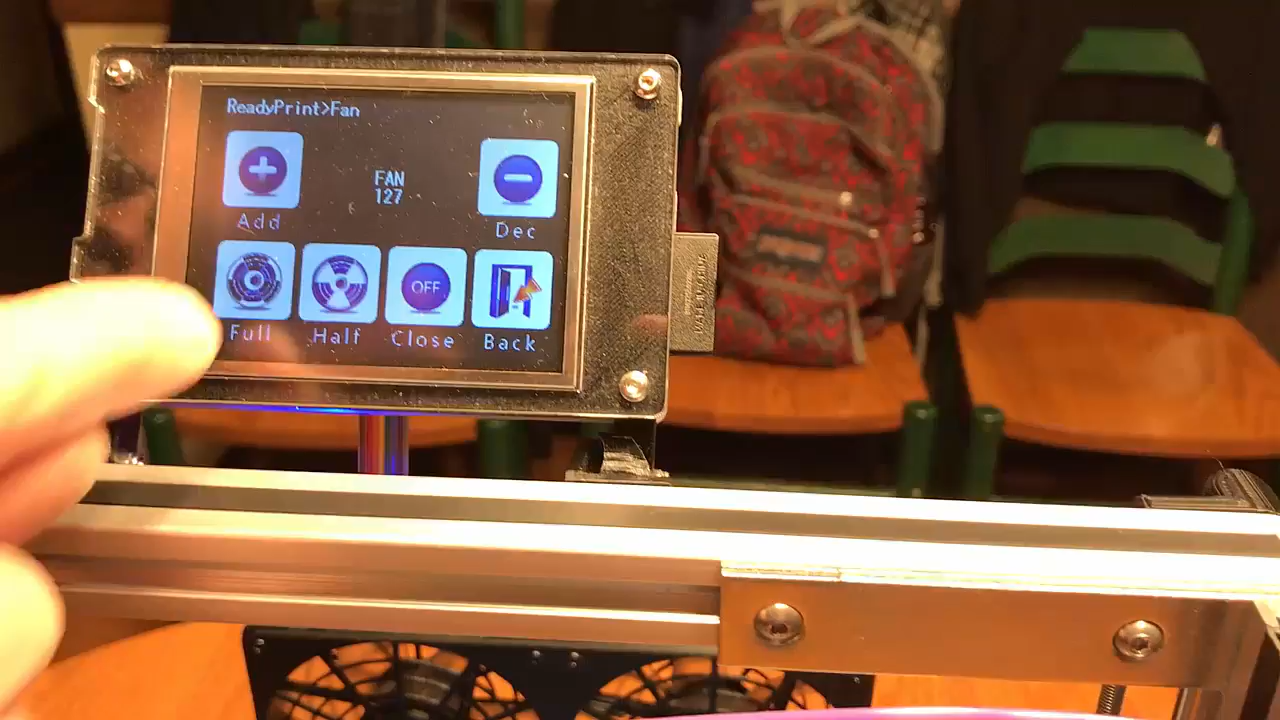 ReadyPrint>Fan
FAN
127
Add
Dec
OFF
Full
Half
Close
Back